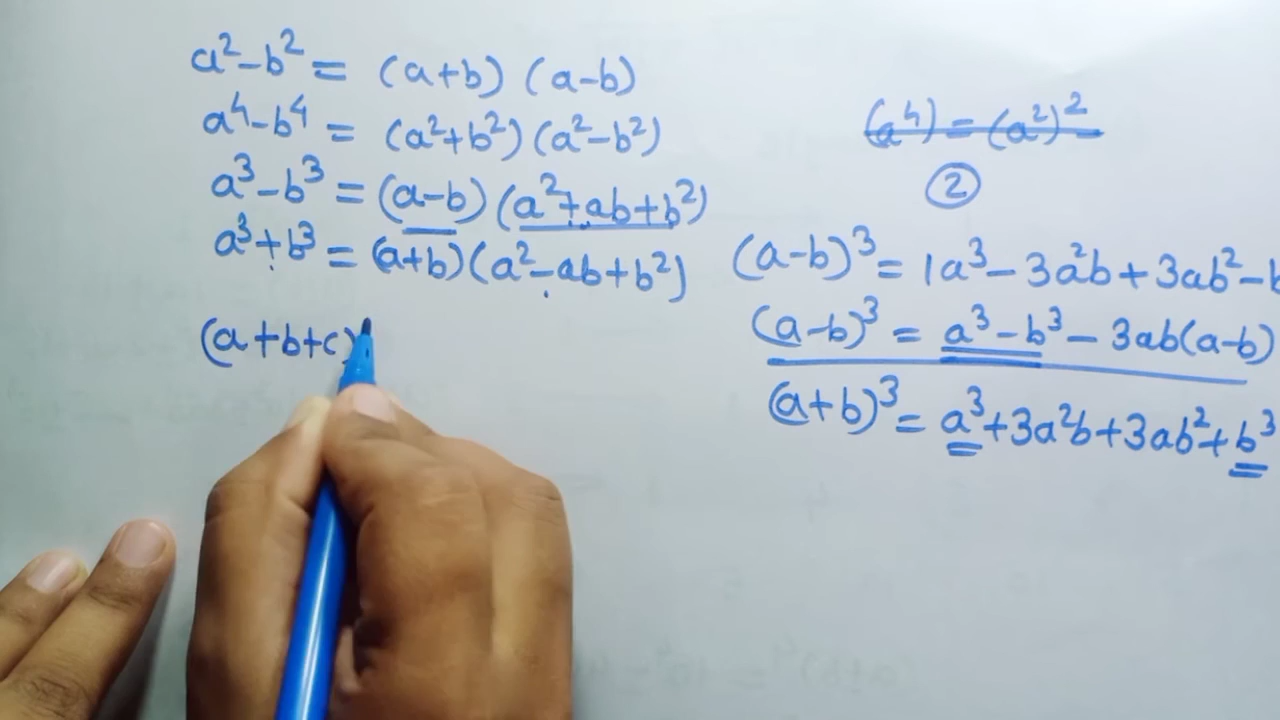 a²-b² = (a+b) (a-b)
a⁴-b⁴ = (a²+b²)(a²-b²)
a³-b³ = (a-b)(a²+ab+b²)
a³+b³ = (a+b)(a²-ab+b²)
(a+b+c)
(a⁴) = (a²)²
2
(a-b)³ = 1a³-3a²b+3ab²-b
(a-b)³ = a³-b³-3ab(a-b)
(a+b)³ = a³+3a²b+3ab²+b³